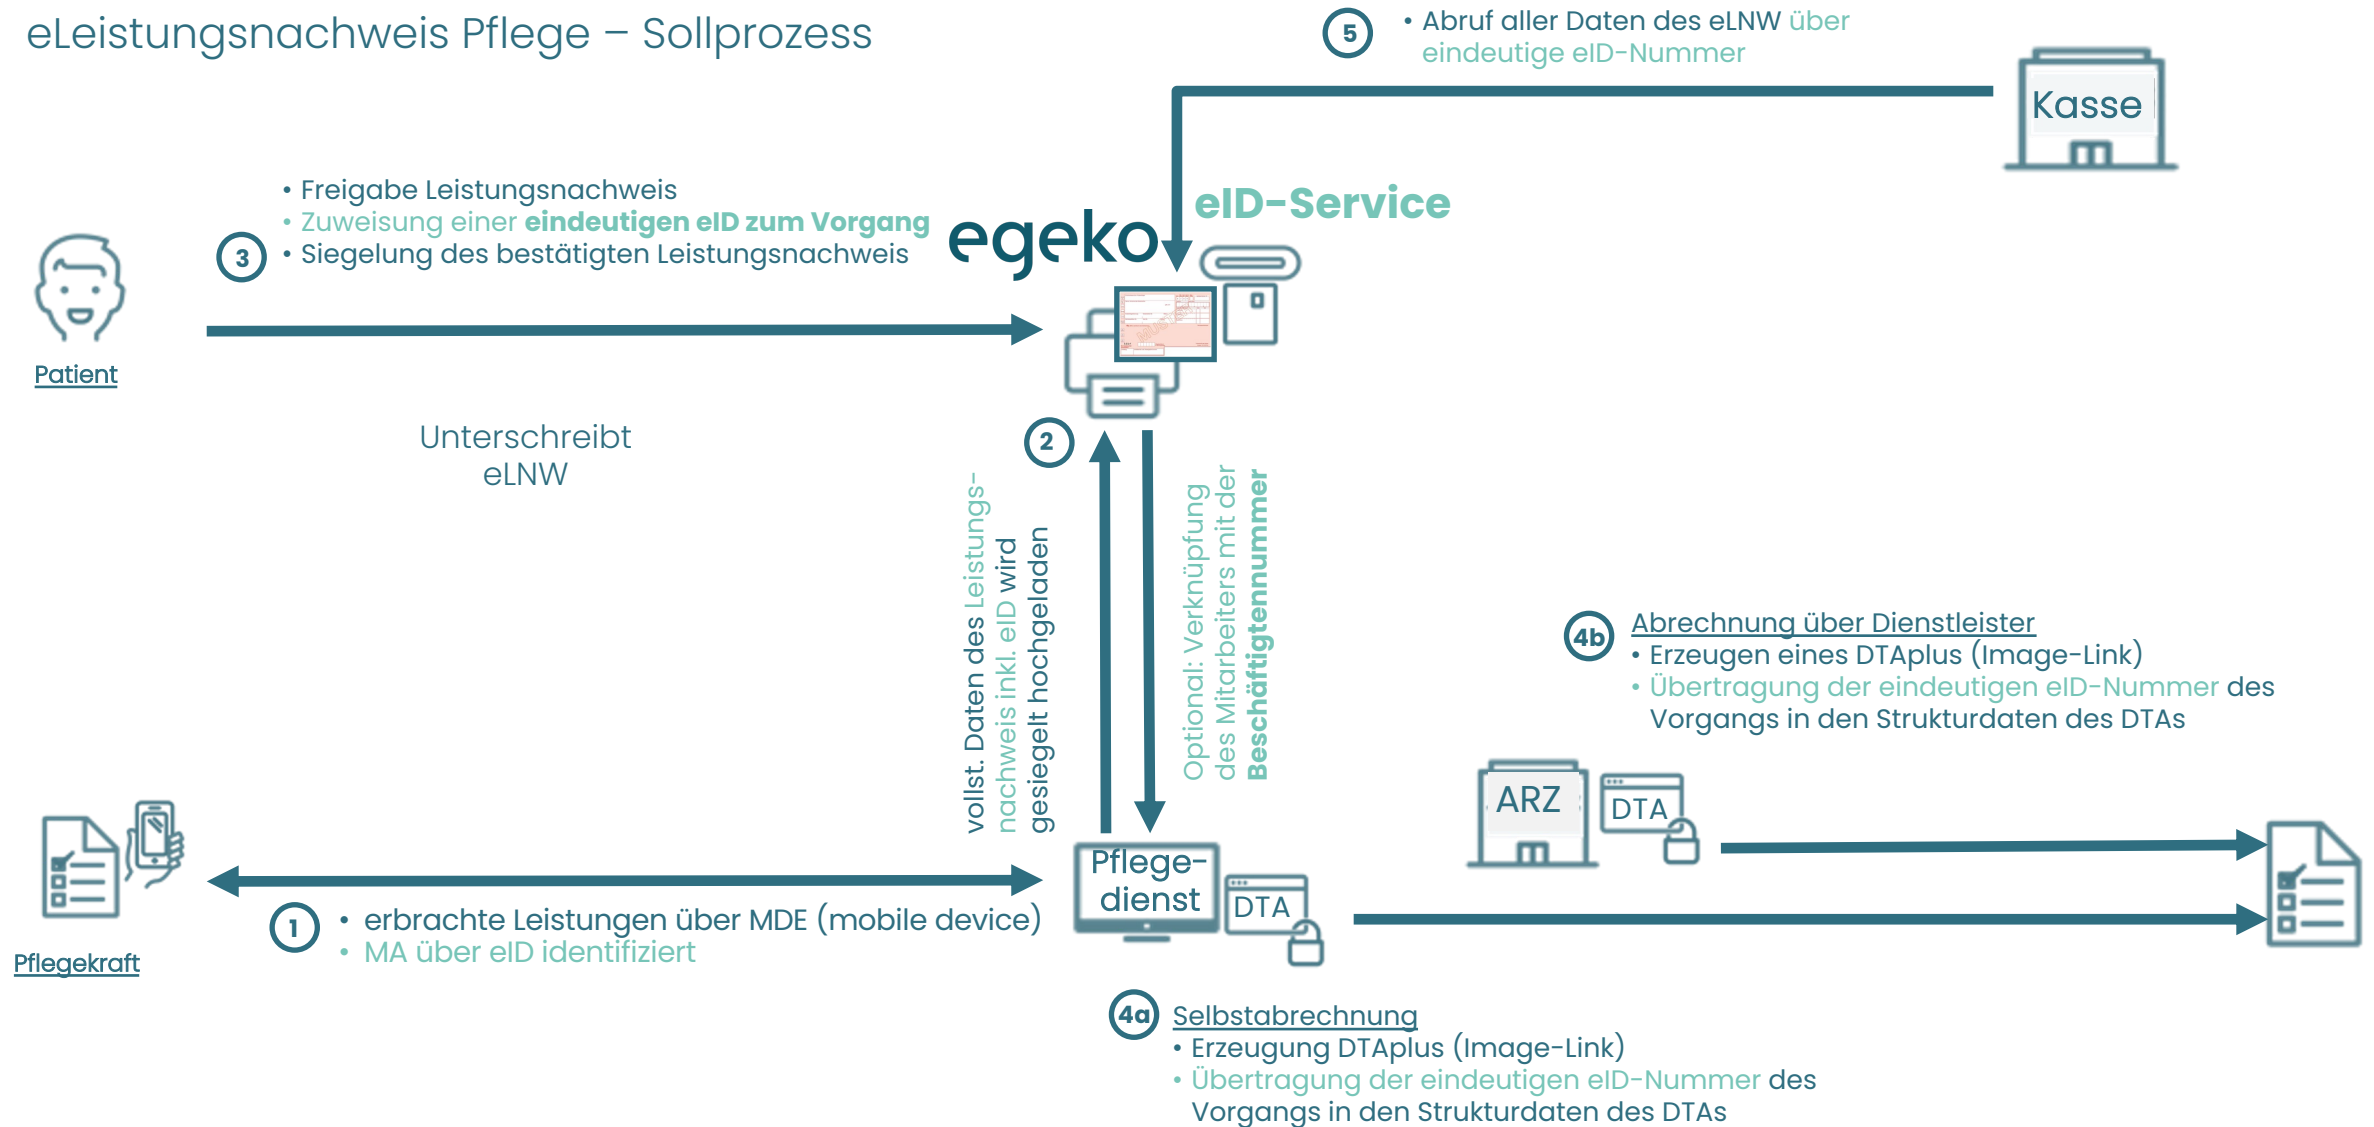 eLeistungsnachweis Pflege – Sollprozess
5
• Abruf aller Daten des eLNW über
eindeutige eID-Nummer
Kasse
• Freigabe Leistungsnachweis
• Zuweisung einer eindeutigen eID zum Vorgang
• Siegelung des bestätigten Leistungsnachweis
3
egeko
eID-Service
MUSTER
Patient
Unterschreibt
eLNW
2
vollst. Daten des Leistungs-
nachweis inkl. eID wird
gesiegelt hochgeladen
Optional: Verknüpfung
des Mitarbeiters mit der
Beschäftigtennummer
4b
Abrechnung über Dienstleister
• Erzeugen eines DTAplus (Image-Link)
• Übertragung der eindeutigen eID-Nummer des
Vorgangs in den Strukturdaten des DTAs
ARZ
DTA
Pflege-
dienst
DTA
1
• erbrachte Leistungen über MDE (mobile device)
• MA über eID identifiziert
Pflegekraft
4a
Selbstabrechnung
• Erzeugung DTAplus (Image-Link)
• Übertragung der eindeutigen eID-Nummer des
Vorgangs in den Strukturdaten des DTAs